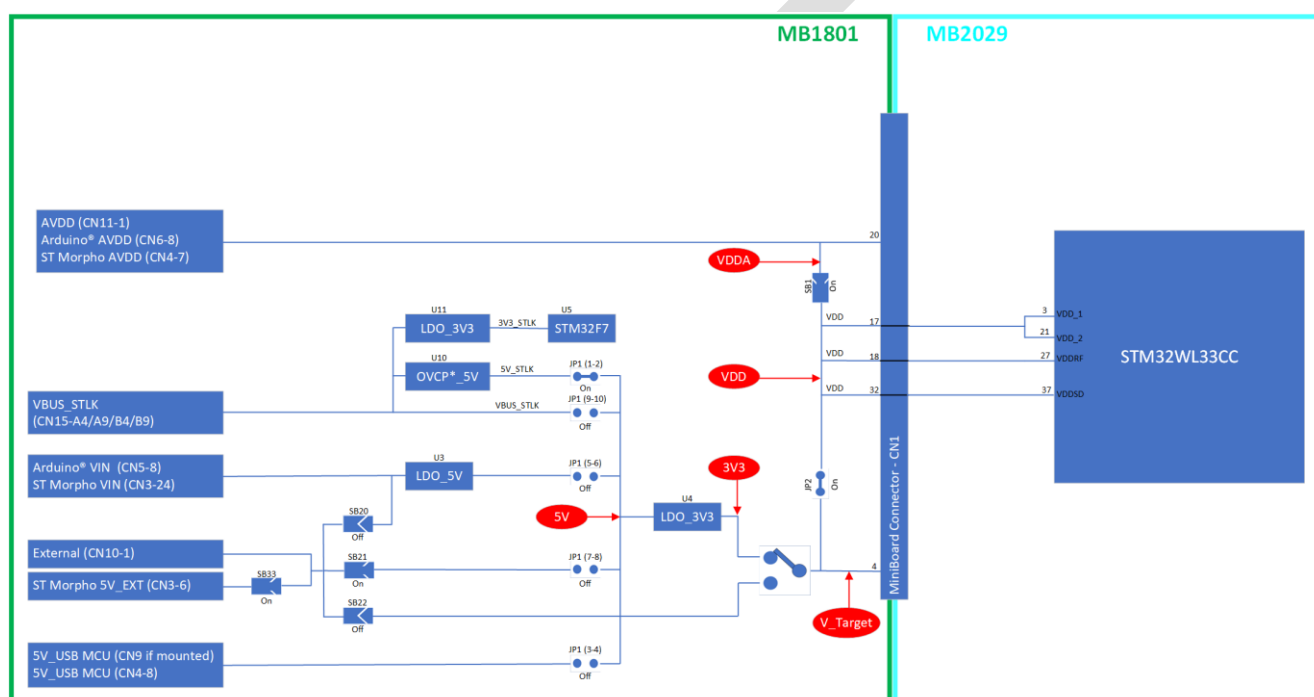 MB1801
MB2029
AVDD (CN11-1)
Arduino® AVDD (CN6-8)
ST Morpho AVDD (CN4-7)
20
VDDA
SB1
On
U11
LDO_3V3
3V3_STLK
U5
STM32F7
VDD
17
3
VDD_1
21
VDD_2
STM32WL33CC
U10
OVCP*_5V
5V_STLK
JP1 (1-2)
On
VDD
18
27
VDDRF
VDD
VBUS_STLK
(CN15-A4/A9/B4/B9)
VBUS_STLK
JP1 (9-10)
Off
VDD
32
37
VDDSD
Arduino® VIN (CN5-8)
ST Morpho VIN (CN3-24)
U3
LDO_5V
JP1 (5-6)
Off
3V3
JP2
On
MiniBoard Connector - CN1
SB20
Off
5V
U4
LDO_3V3
External (CN10-1)
ST Morpho 5V_EXT (CN3-6)
SB33
On
SB21
On
JP1 (7-8)
Off
4
SB22
Off
V_Target
5V_USB MCU (CN9 if mounted)
5V_USB MCU (CN4-8)
JP1 (3-4)
Off